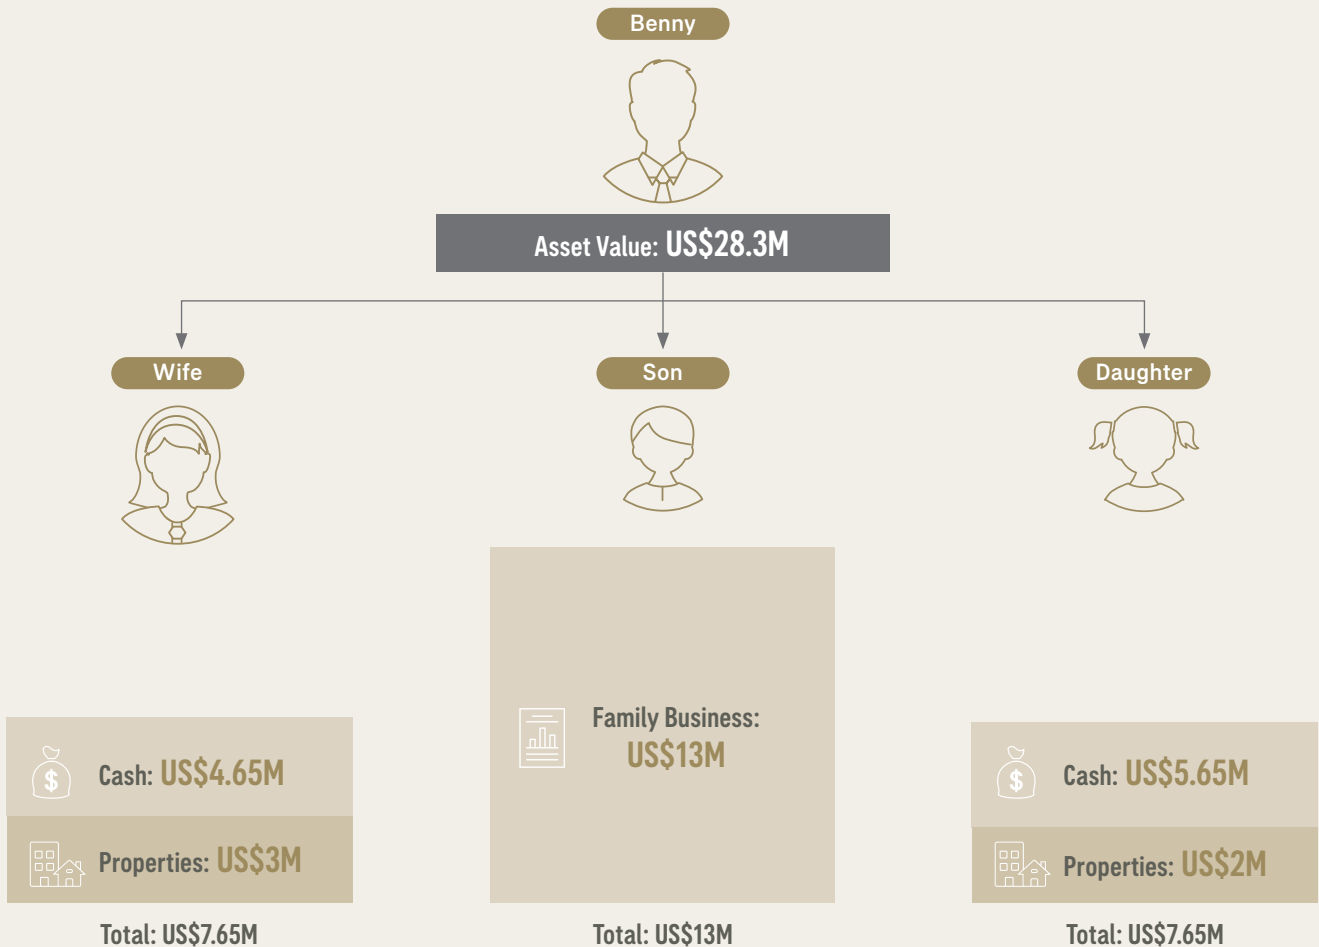 Benny
Asset Value: US$28.3M
Wife
Son
Daughter
Family Business:
US$13M
$ Cash: US$4.65M
Properties: US$3M
$ Cash: US$5.65M
Properties: US$2M
Total: US$7.65M
Total: US$13M
Total: US$7.65M